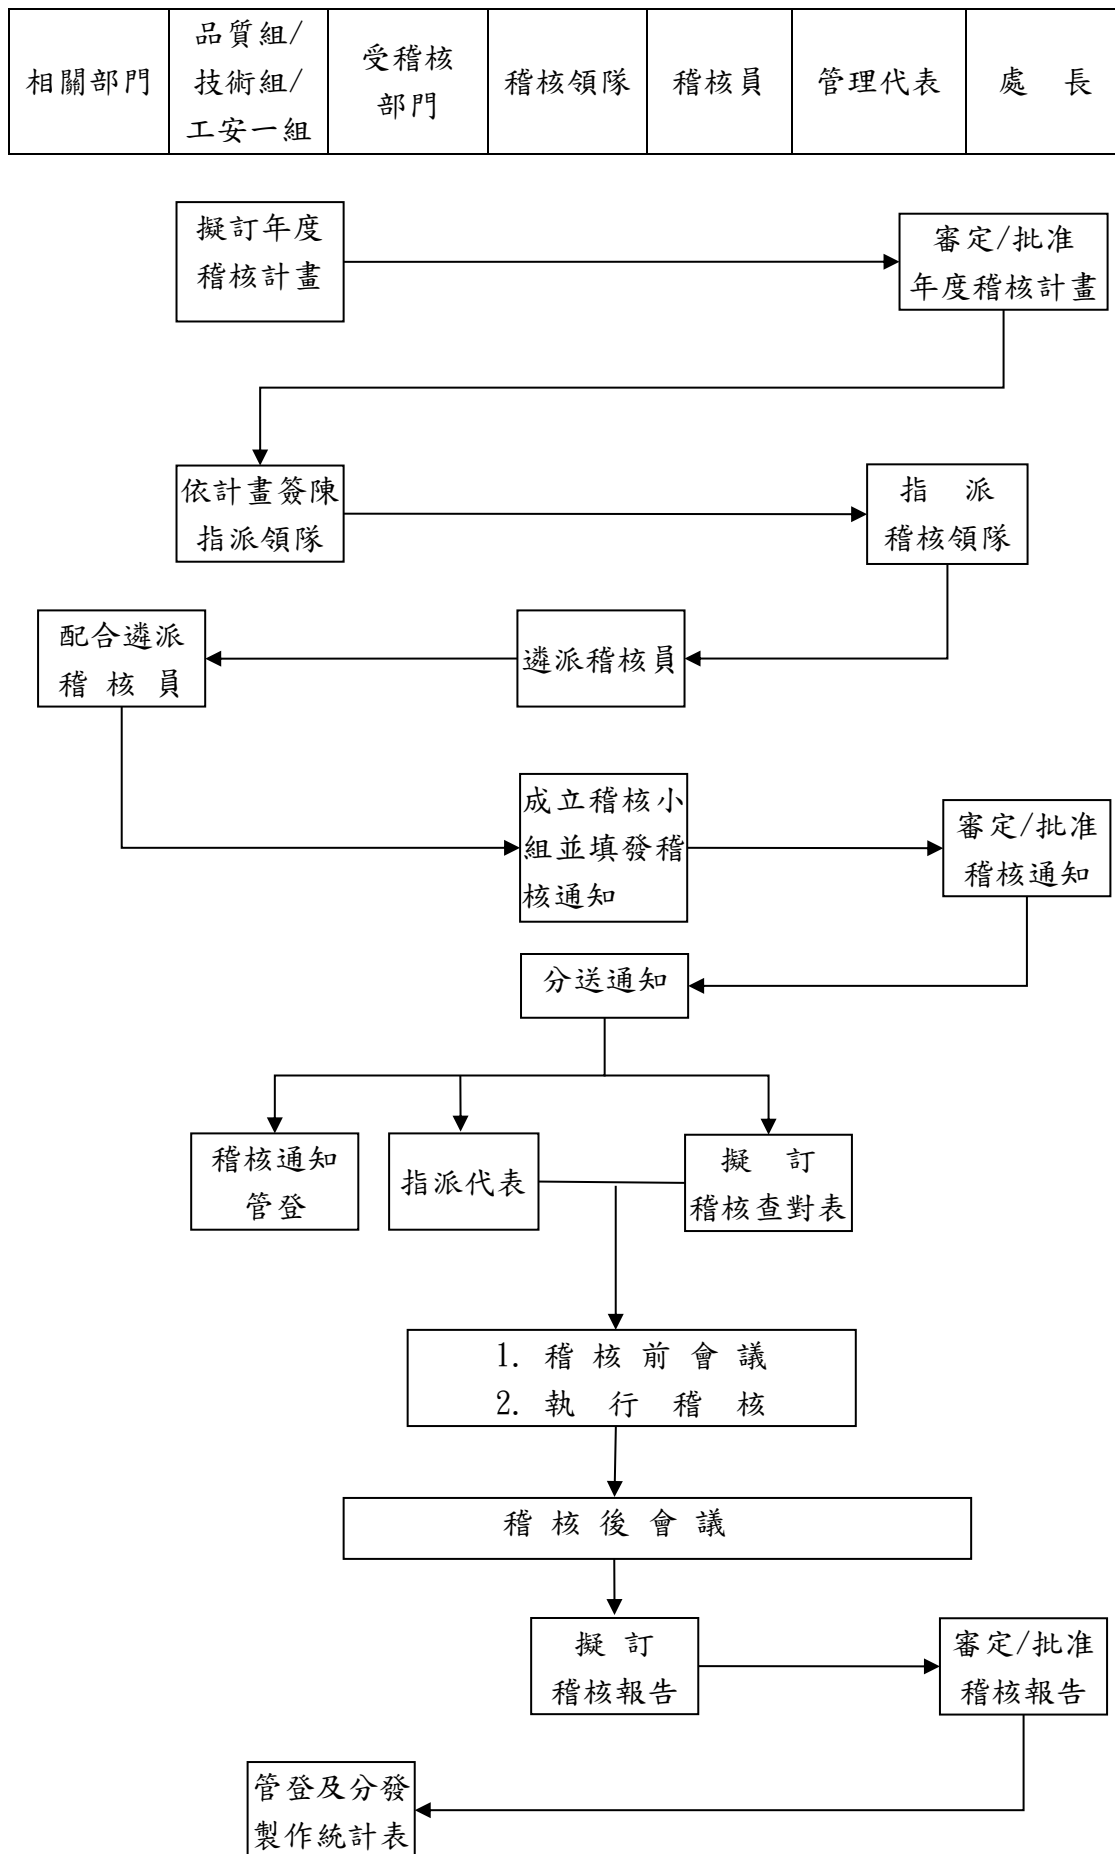 相關部門
品質組/
技術組/
工安一組
受稽核
部門
稽核領隊
稽核員
管理代表
處 長
擬訂年度
稽核計畫
審定/批准
年度稽核計畫
依計畫簽陳
指派領隊
指 派
稽核領隊
配合遴派
稽 核 員
遴派稽核員
成立稽核小
組並填發稽
核通知
審定/批准
稽核通知
分送通知
稽核通知
管登
指派代表
擬 訂
稽核查對表
1. 稽 核 前 會 議
2. 執 行 稽 核
稽 核 後 會 議
擬 訂
稽核報告
審定/批准
稽核報告
管登及分發
製作統計表